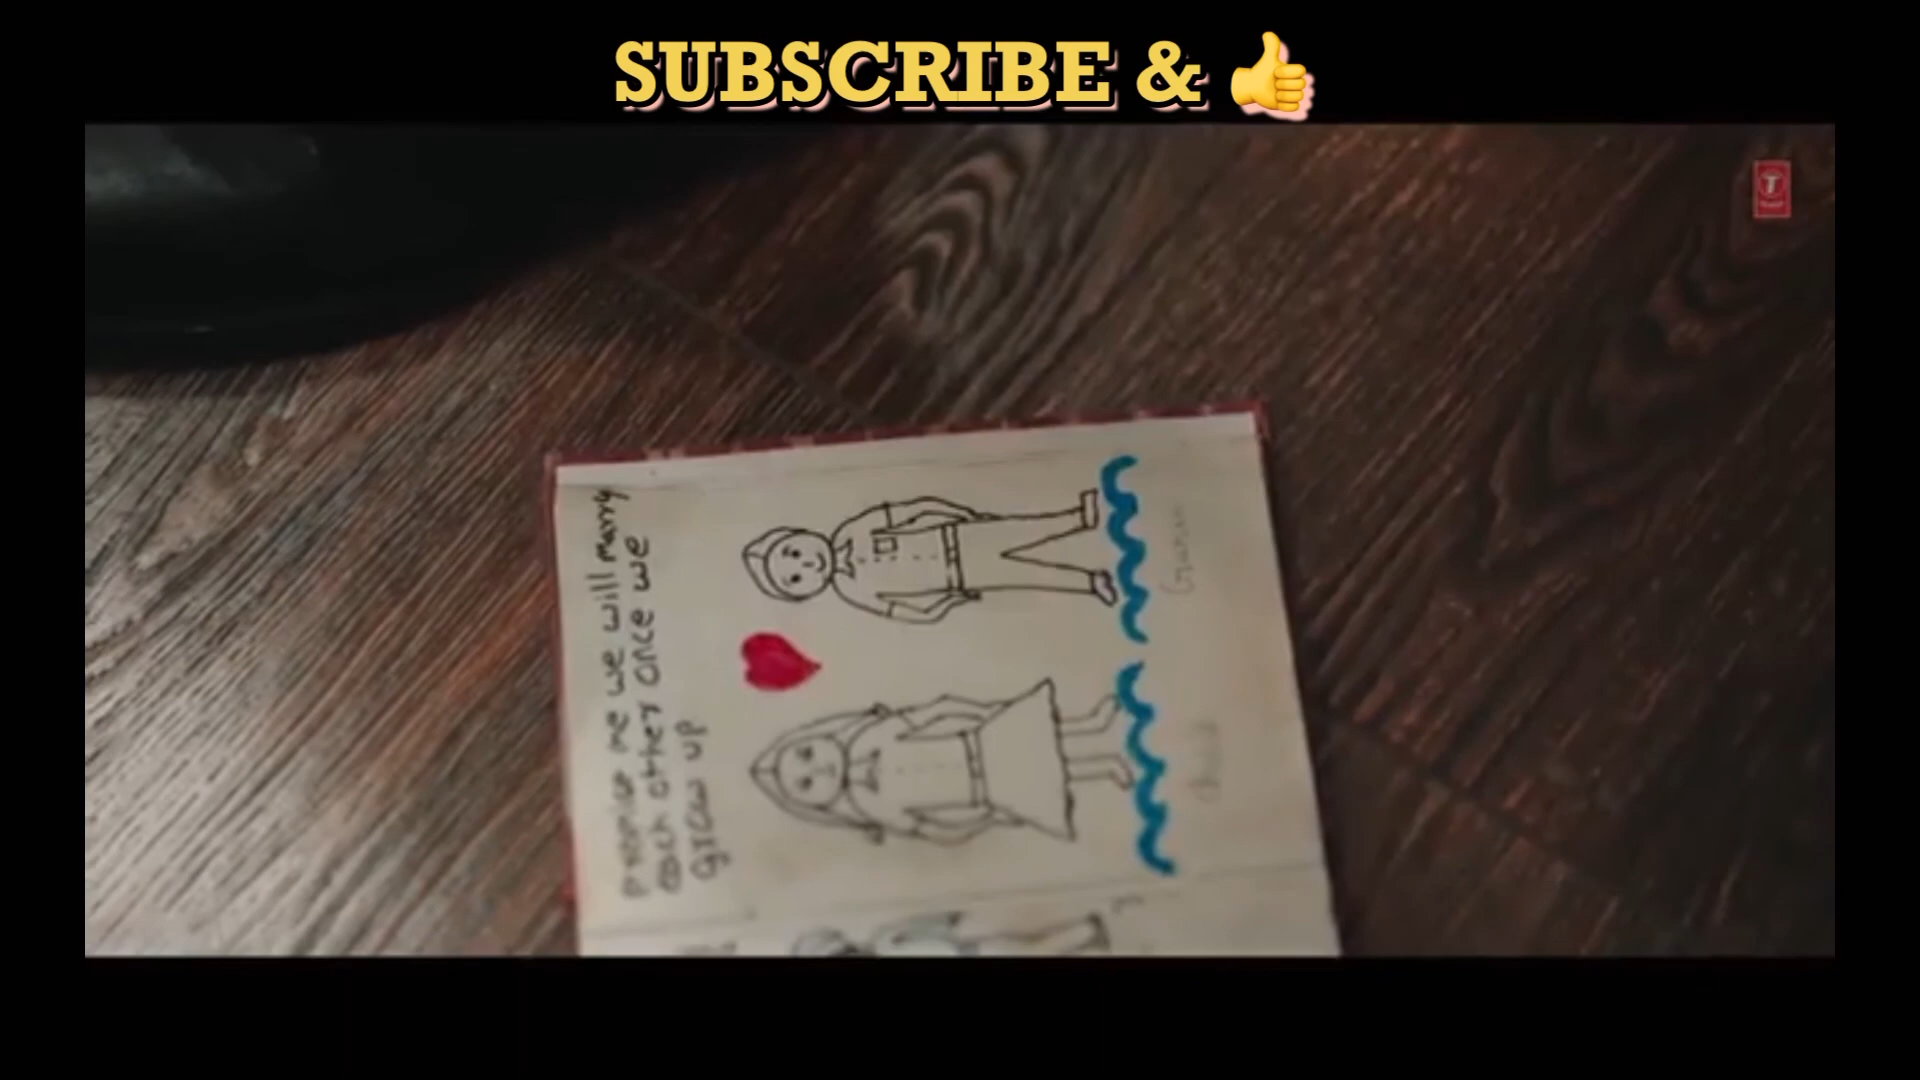 SUBSCRIBE & 👍
T
promise me we will marry
each other once we
grow up